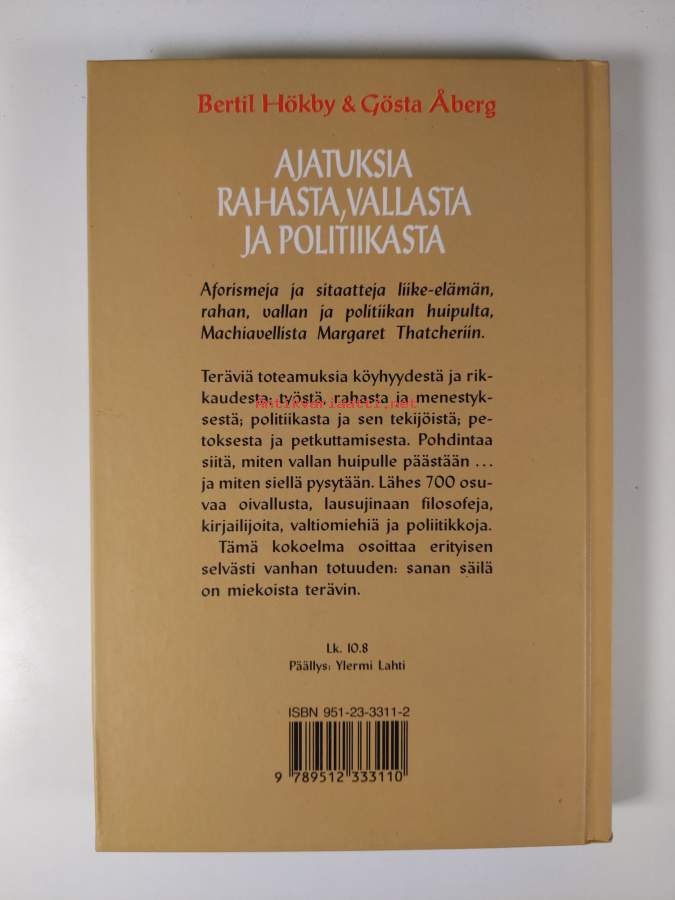 Bertil Hökby & Gösta Åberg
AJATUKSIA
RAHASTA, VALLASTA
JA POLITIIKASTA
Aforismeja ja sitaatteja liike-elämän,
rahan, vallan ja politiikan huipulta,
Machiavellista Margaret Thatcheriin.
Teräviä toteamuksia köyhyydestä ja rik-
kaudesta; työstä, rahasta ja menestyk-
Antikvariaatti.net
sestä; politiikasta ja sen tekijöistä; pe-
toksesta ja petkuttamisesta. Pohdintaa
siitä, miten vallan huipulle päästään ...
ja miten siellä pysytään. Lähes 700 osu-
vaa oivallusta, lausujinaan filosofeja,
kirjailijoita, valtiomiehiä ja poliitikkoja.
Tämä kokoelma osoittaa erityisen
selvästi vanhan totuuden: sanan säilä
on miekoista terävin.
Lk. 10.8
Päällys: Ylermi Lahti
ISBN 951-23-3311-2
9 789512 333110